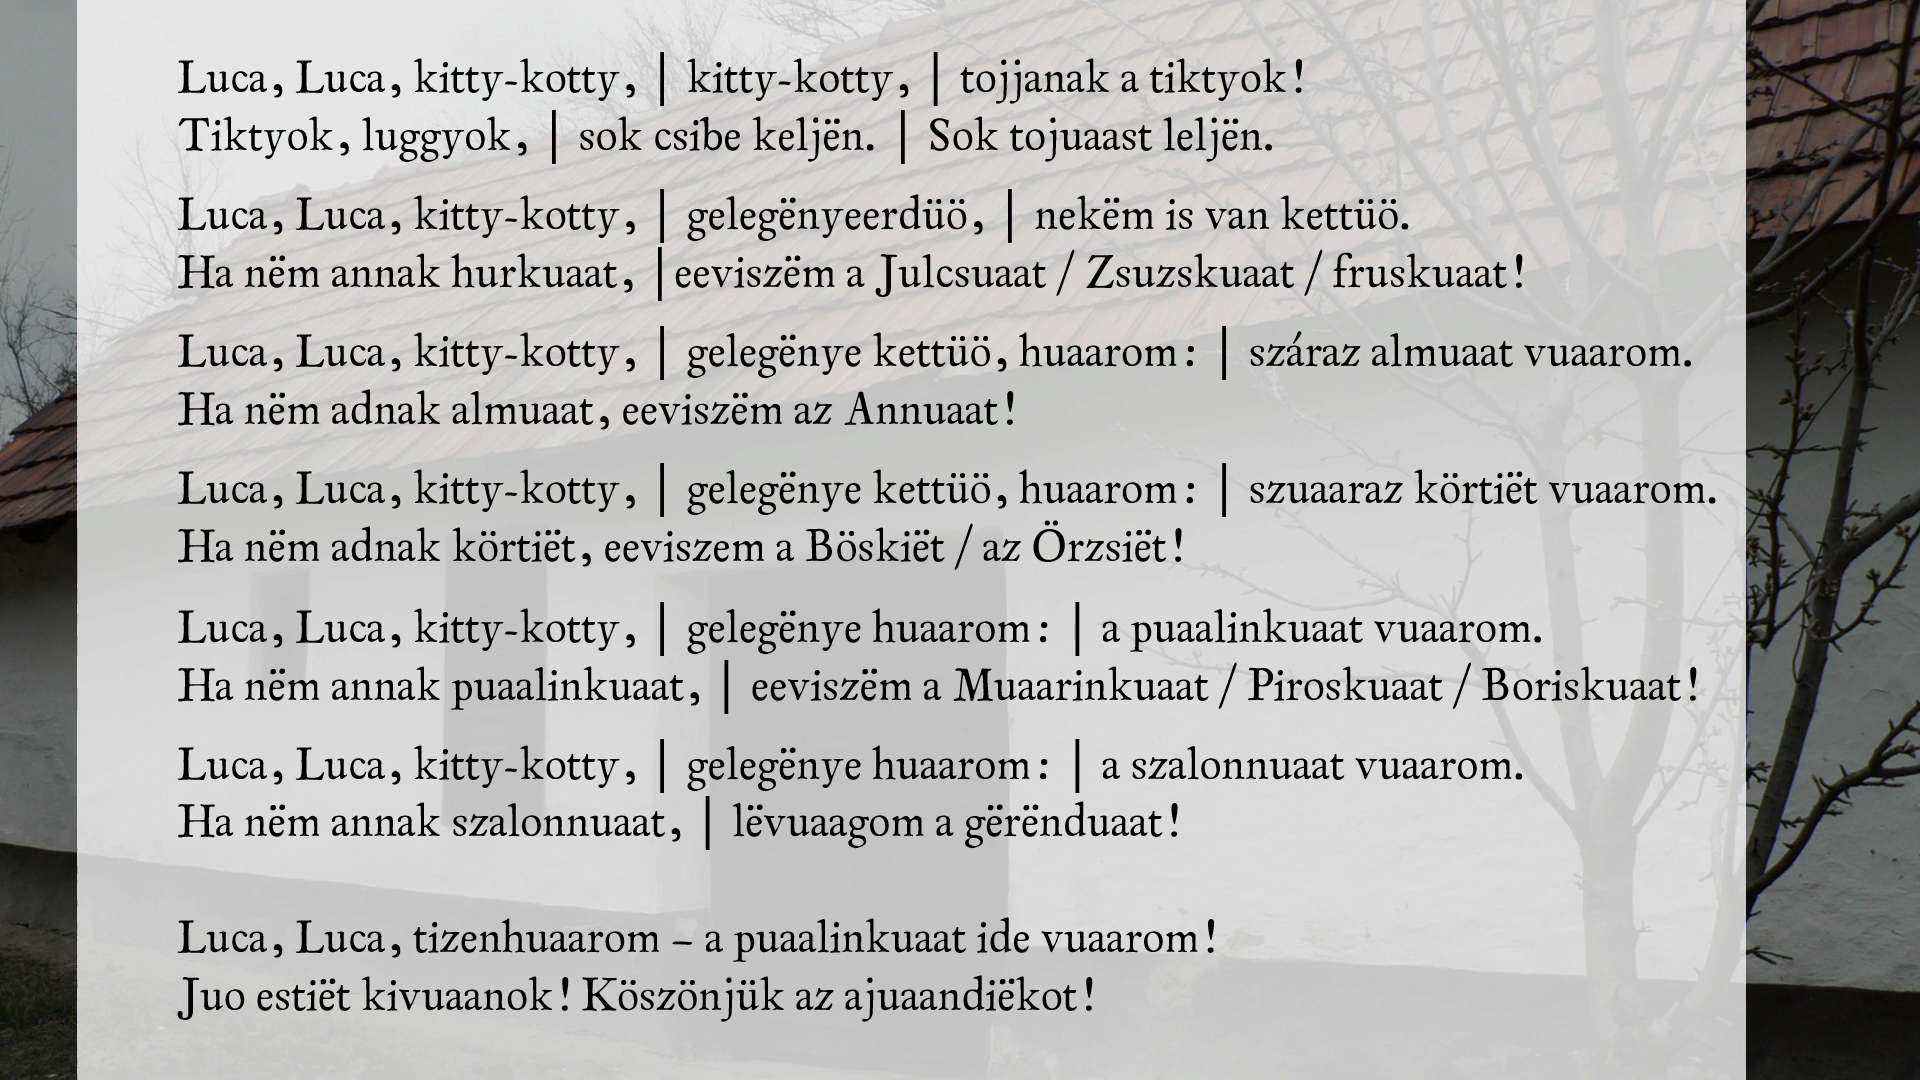 Luca, Luca, kitty-kotty, | kitty-kotty, | tojjanak a tiktyok!
Tiktyok, luggyok, | sok csibe keljën. | Sok tojuaast leljën.
Luca, Luca, kitty-kotty, | gelegënyeerdüö, | nekëm is van kettüö.
Ha nëm annak hurkuaat, | eeviszëm a Julcsuaat / Zsuzskuaat / fruskuaat!
Luca, Luca, kitty-kotty, | gelegënye kettüö, huaarom: | száraz almuaat vuaarom.
Ha nëm adnak almuaat, eeviszëm az Annuaat!
Luca, Luca, kitty-kotty, | gelegënye kettüö, huaarom: | szuaaraz körtiët vuaarom.
Ha nëm adnak körtiët, eeviszem a Böskiët / az Örzsiët!
Luca, Luca, kitty-kotty, | gelegënye huaarom: | a puaalinkuaat vuaarom.
Ha nëm annak puaalinkuaat, | eeviszëm a Muaarinkuaat / Piroskuaat / Boriskuaat!
Luca, Luca, kitty-kotty, | gelegënye huaarom: | a szalonnuaat vuaarom.
Ha nëm annak szalonnuaat, | lëvuaagom a gërënduaat!
Luca, Luca, tizenhuaarom – a puaalinkuaat ide vuaarom!
Juo estiët kivuaanok! Köszönjük az ajuaandiëkot!